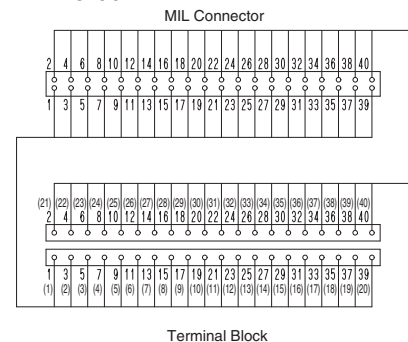 MIL Connector
2 4 6 8 10 12 14 16 18 20 22 24 26 28 30 32 34 36 38 40
1 3 5 7 9 11 13 15 17 19 21 23 25 27 29 31 33 35 37 39
(21) (22) (23) (24) (25) (26) (27) (28) (29) (30) (31) (32) (33) (34) (35) (36) (37) (38) (39) (40)
2 4 6 8 10 12 14 16 18 20 22 24 26 28 30 32 34 36 38 40
1 3 5 7 9 11 13 15 17 19 21 23 25 27 29 31 33 35 37 39
(1) (2) (3) (4) (5) (6) (7) (8) (9) (10) (11) (12) (13) (14) (15) (16) (17) (18) (19) (20)
Terminal Block